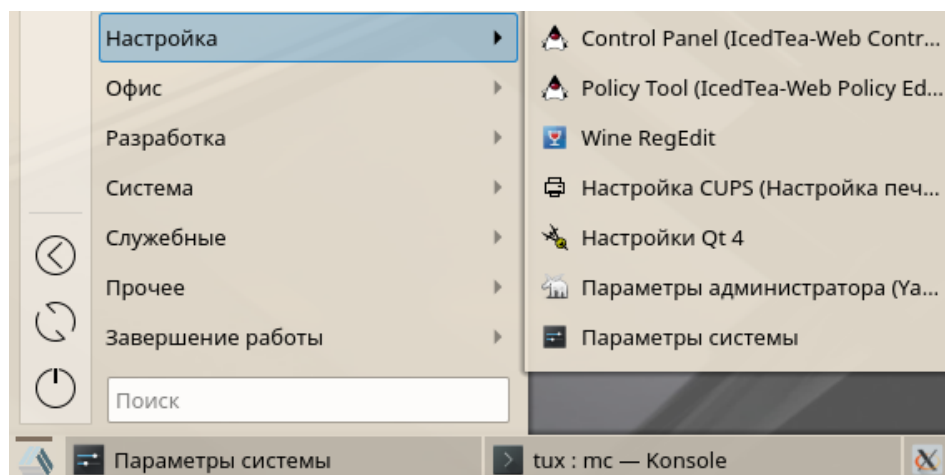 Настройка
Офис
Разработка
Система
Служебные
Прочее
Завершение работы
Поиск
Control Panel (IcedTea-Web Contr...
Policy Tool (IcedTea-Web Policy Ed...
Wine RegEdit
Настройка CUPS (Настройка печ...
Настройки Qt 4
Параметры администратора (Ya...
Параметры системы
Параметры системы
tux : mc — Konsole